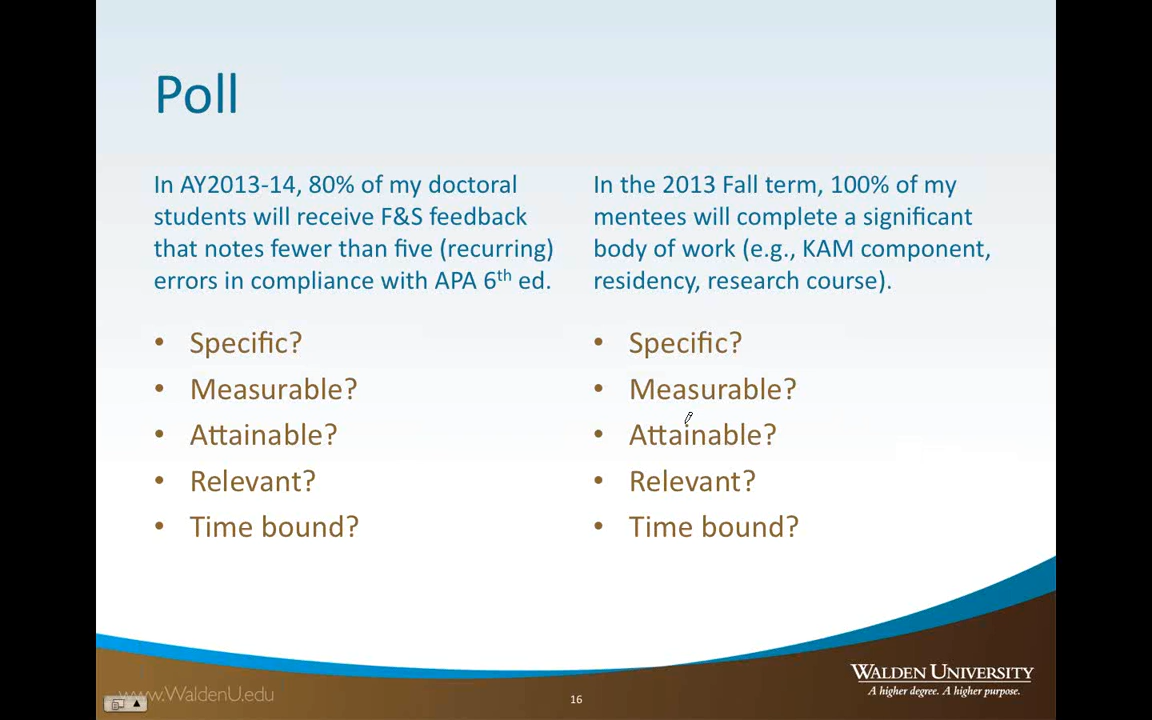 Poll
In AY2013-14, 80% of my doctoral
students will receive F&S feedback
that notes fewer than five (recurring)
errors in compliance with APA 6th ed.
• Specific?
• Measurable?
• Attainable?
• Relevant?
• Time bound?
In the 2013 Fall term, 100% of my
mentees will complete a significant
body of work (e.g., KAM component,
residency, research course).
• Specific?
• Measurable?
• Attainable?
• Relevant?
• Time bound?
www.WaldenU.edu
16
WALDEN UNIVERSITY
A higher degree. A higher purpose.